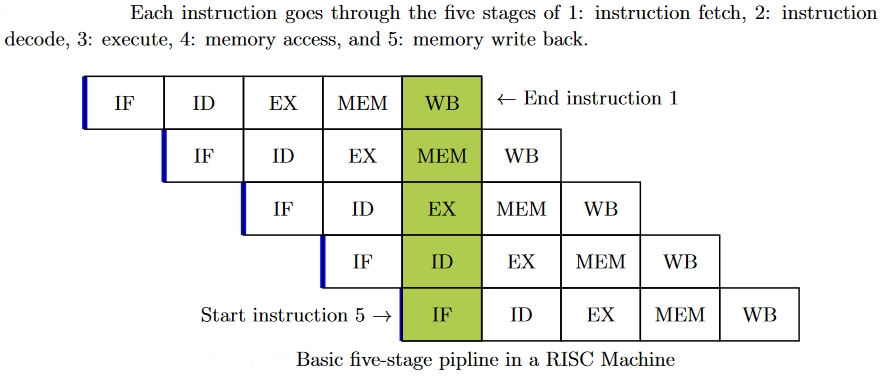 Each instruction goes through the five stages of 1: instruction fetch, 2: instruction
decode, 3: execute, 4: memory access, and 5: memory write back.
IF ID EX MEM WB ← End instruction 1
IF ID EX MEM WB
IF ID EX MEM WB
IF ID EX MEM WB
Start instruction 5 → IF ID EX MEM WB
Basic five-stage pipline in a RISC Machine